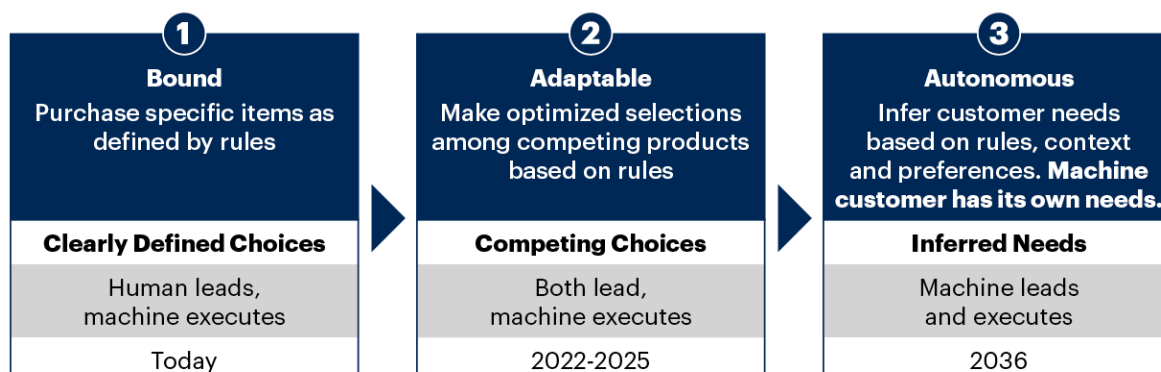 1
Bound
Purchase specific items as
defined by rules
Clearly Defined Choices
Human leads,
machine executes
Today
2
Adaptable
Make optimized selections
among competing products
based on rules
Competing Choices
Both lead,
machine executes
2022-2025
3
Autonomous
Infer customer needs
based on rules, context
and preferences. Machine
customer has its own needs.
Inferred Needs
Machine leads
and executes
2036